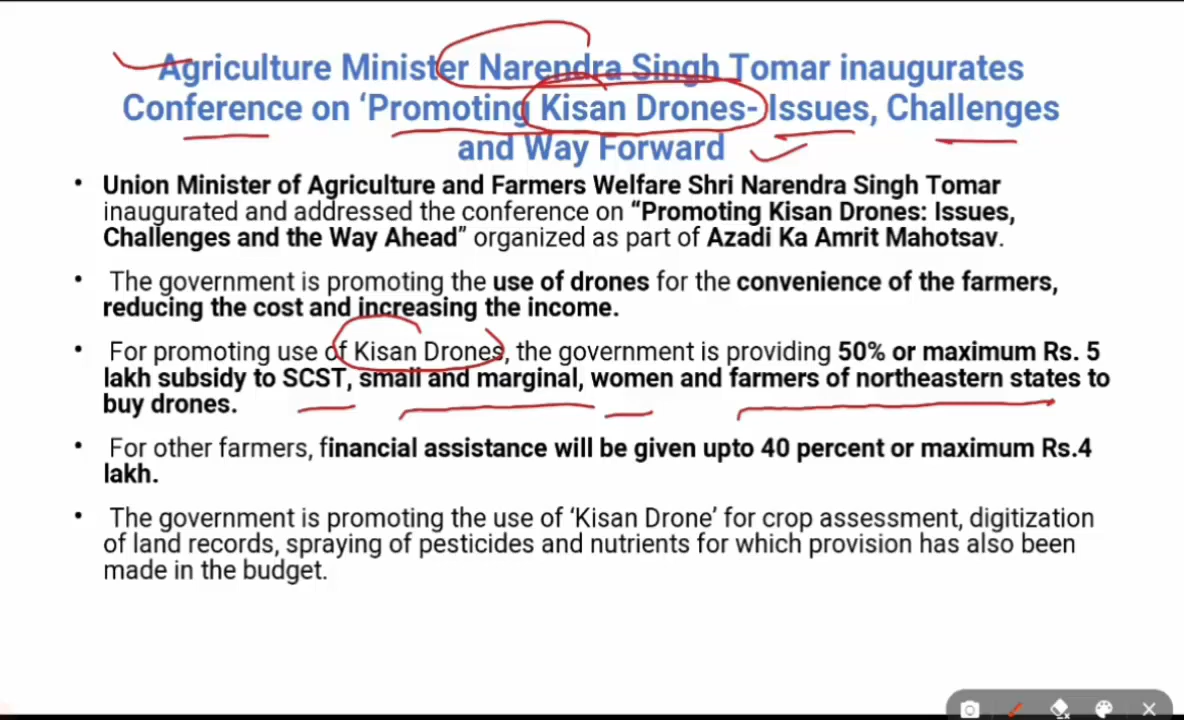 Agriculture Minister Narendra Singh Tomar inaugurates
Conference on ‘Promoting Kisan Drones- Issues, Challenges
and Way Forward
• Union Minister of Agriculture and Farmers Welfare Shri Narendra Singh Tomar
inaugurated and addressed the conference on “Promoting Kisan Drones: Issues,
Challenges and the Way Ahead” organized as part of Azadi Ka Amrit Mahotsav.
• The government is promoting the use of drones for the convenience of the farmers,
reducing the cost and increasing the income.
• For promoting use of Kisan Drones, the government is providing 50% or maximum Rs. 5
lakh subsidy to SCST, small and marginal, women and farmers of northeastern states to
buy drones.
• For other farmers, financial assistance will be given upto 40 percent or maximum Rs.4
lakh.
• The government is promoting the use of ‘Kisan Drone’ for crop assessment, digitization
of land records, spraying of pesticides and nutrients for which provision has also been
made in the budget.